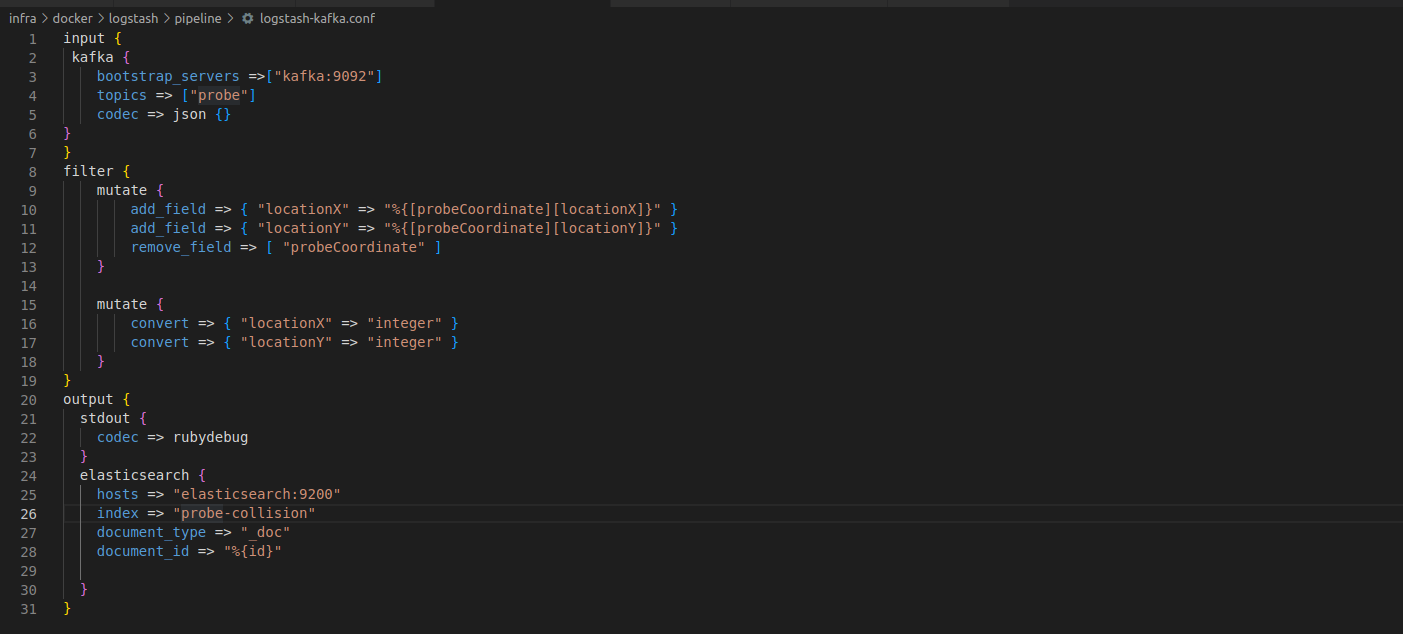 infra > docker > logstash > pipeline > logstash-kafka.conf
1 input {
2  kafka {
3     bootstrap_servers =>["kafka:9092"]
4     topics => ["probe"]
5     codec => json {}
6 }
7 }
8 filter {
9     mutate {
10         add_field => { "locationX" => "%{[probeCoordinate][locationX]}" }
11         add_field => { "locationY" => "%{[probeCoordinate][locationY]}" }
12         remove_field => [ "probeCoordinate" ]
13     }
14
15     mutate {
16         convert => { "locationX" => "integer" }
17         convert => { "locationY" => "integer" }
18     }
19 }
20 output {
21   stdout {
22     codec => rubydebug
23   }
24   elasticsearch {
25     hosts => "elasticsearch:9200"
26     index => "probe-collision"
27     document_type => "_doc"
28     document_id => "%{id}"
29
30   }
31 }